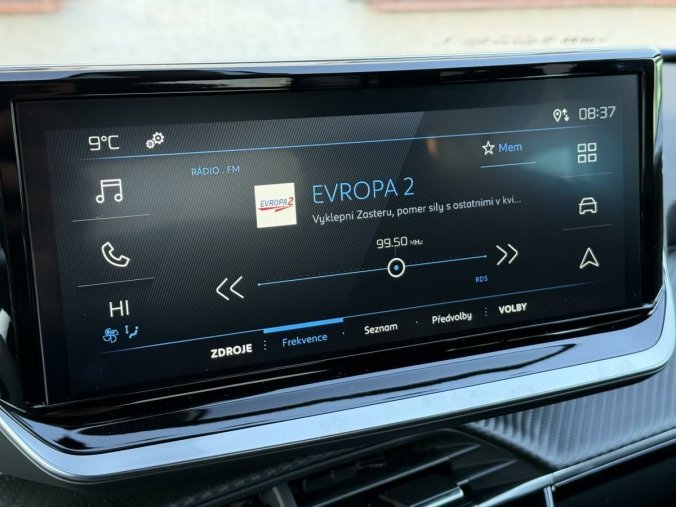 9°C
08:37
RÁDIO . FM
Mem
EVROPA 2
EVROPA 2
Vyklepni Zasteru, pomer sily s ostatnimi v kvi...
99.50 MHz
RDS
HI
ZDROJE
Frekvence
Seznam
Předvolby
VOLBY